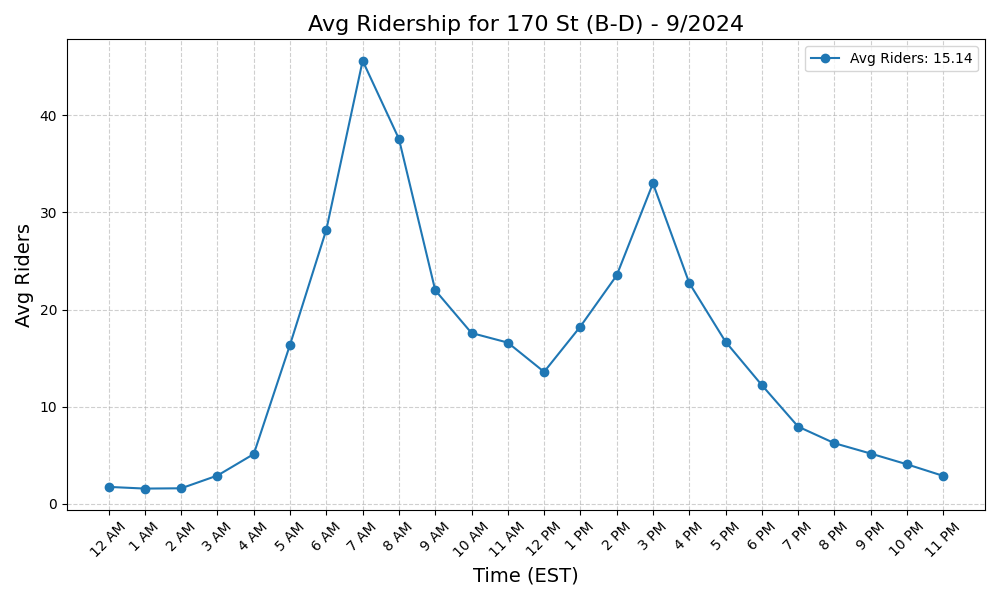 Avg Ridership for 170 St (B-D) - 9/2024
Avg Riders: 15.14
Avg Riders
40
30
20
10
0
12 AM
1 AM
2 AM
3 AM
4 AM
5 AM
6 AM
7 AM
8 AM
9 AM
10 AM
11 AM
12 PM
1 PM
2 PM
3 PM
4 PM
5 PM
6 PM
7 PM
8 PM
9 PM
10 PM
11 PM
Time (EST)